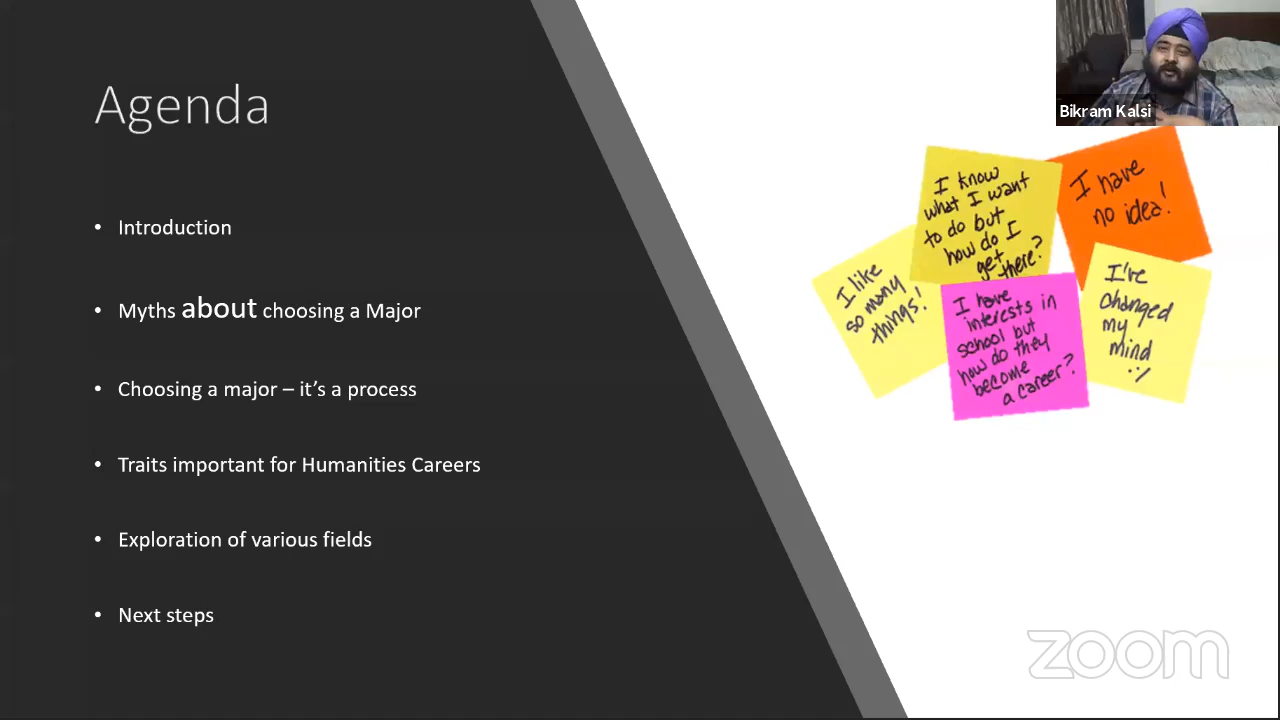 Agenda
Introduction
Myths about choosing a Major
Choosing a major – it's a process
Traits important for Humanities Careers
Exploration of various fields
Next steps
Bikram Kalsi
I know
what I want
to do but
how do I
get
there?
I have
no idea!
I like
so many
things!
I have
interests in
school but
how do they
become
a career?
I've
changed
my
mind
:/
zoom